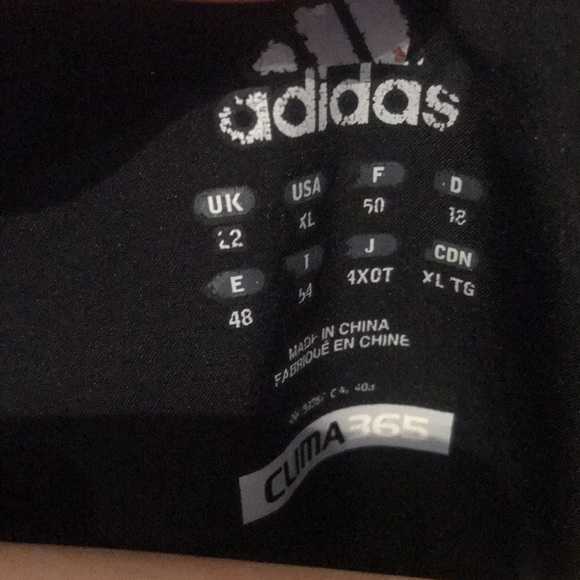 adidas
UK USA F D
22 XL 50
E I J CDN
48 54 4XOT XL TG
MADE IN CHINA
FABRIQUÉ EN CHINE
CLIMA365